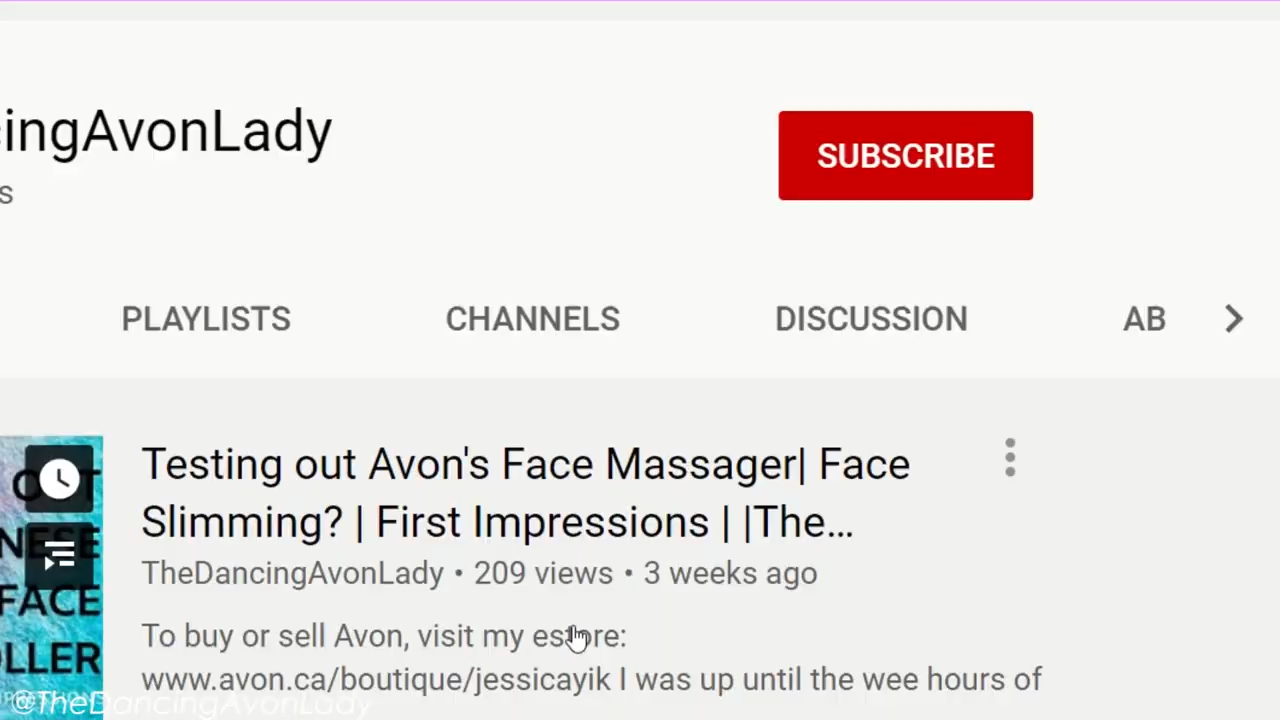 cingAvonLady
SUBSCRIBE
s
PLAYLISTS CHANNELS DISCUSSION AB
Testing out Avon's Face Massager| Face
Slimming? | First Impressions | |The...
TheDancingAvonLady • 209 views • 3 weeks ago
To buy or sell Avon, visit my estore:
www.avon.ca/boutique/jessicayik I was up until the wee hours of
FACE
@TheDancingAvonLady